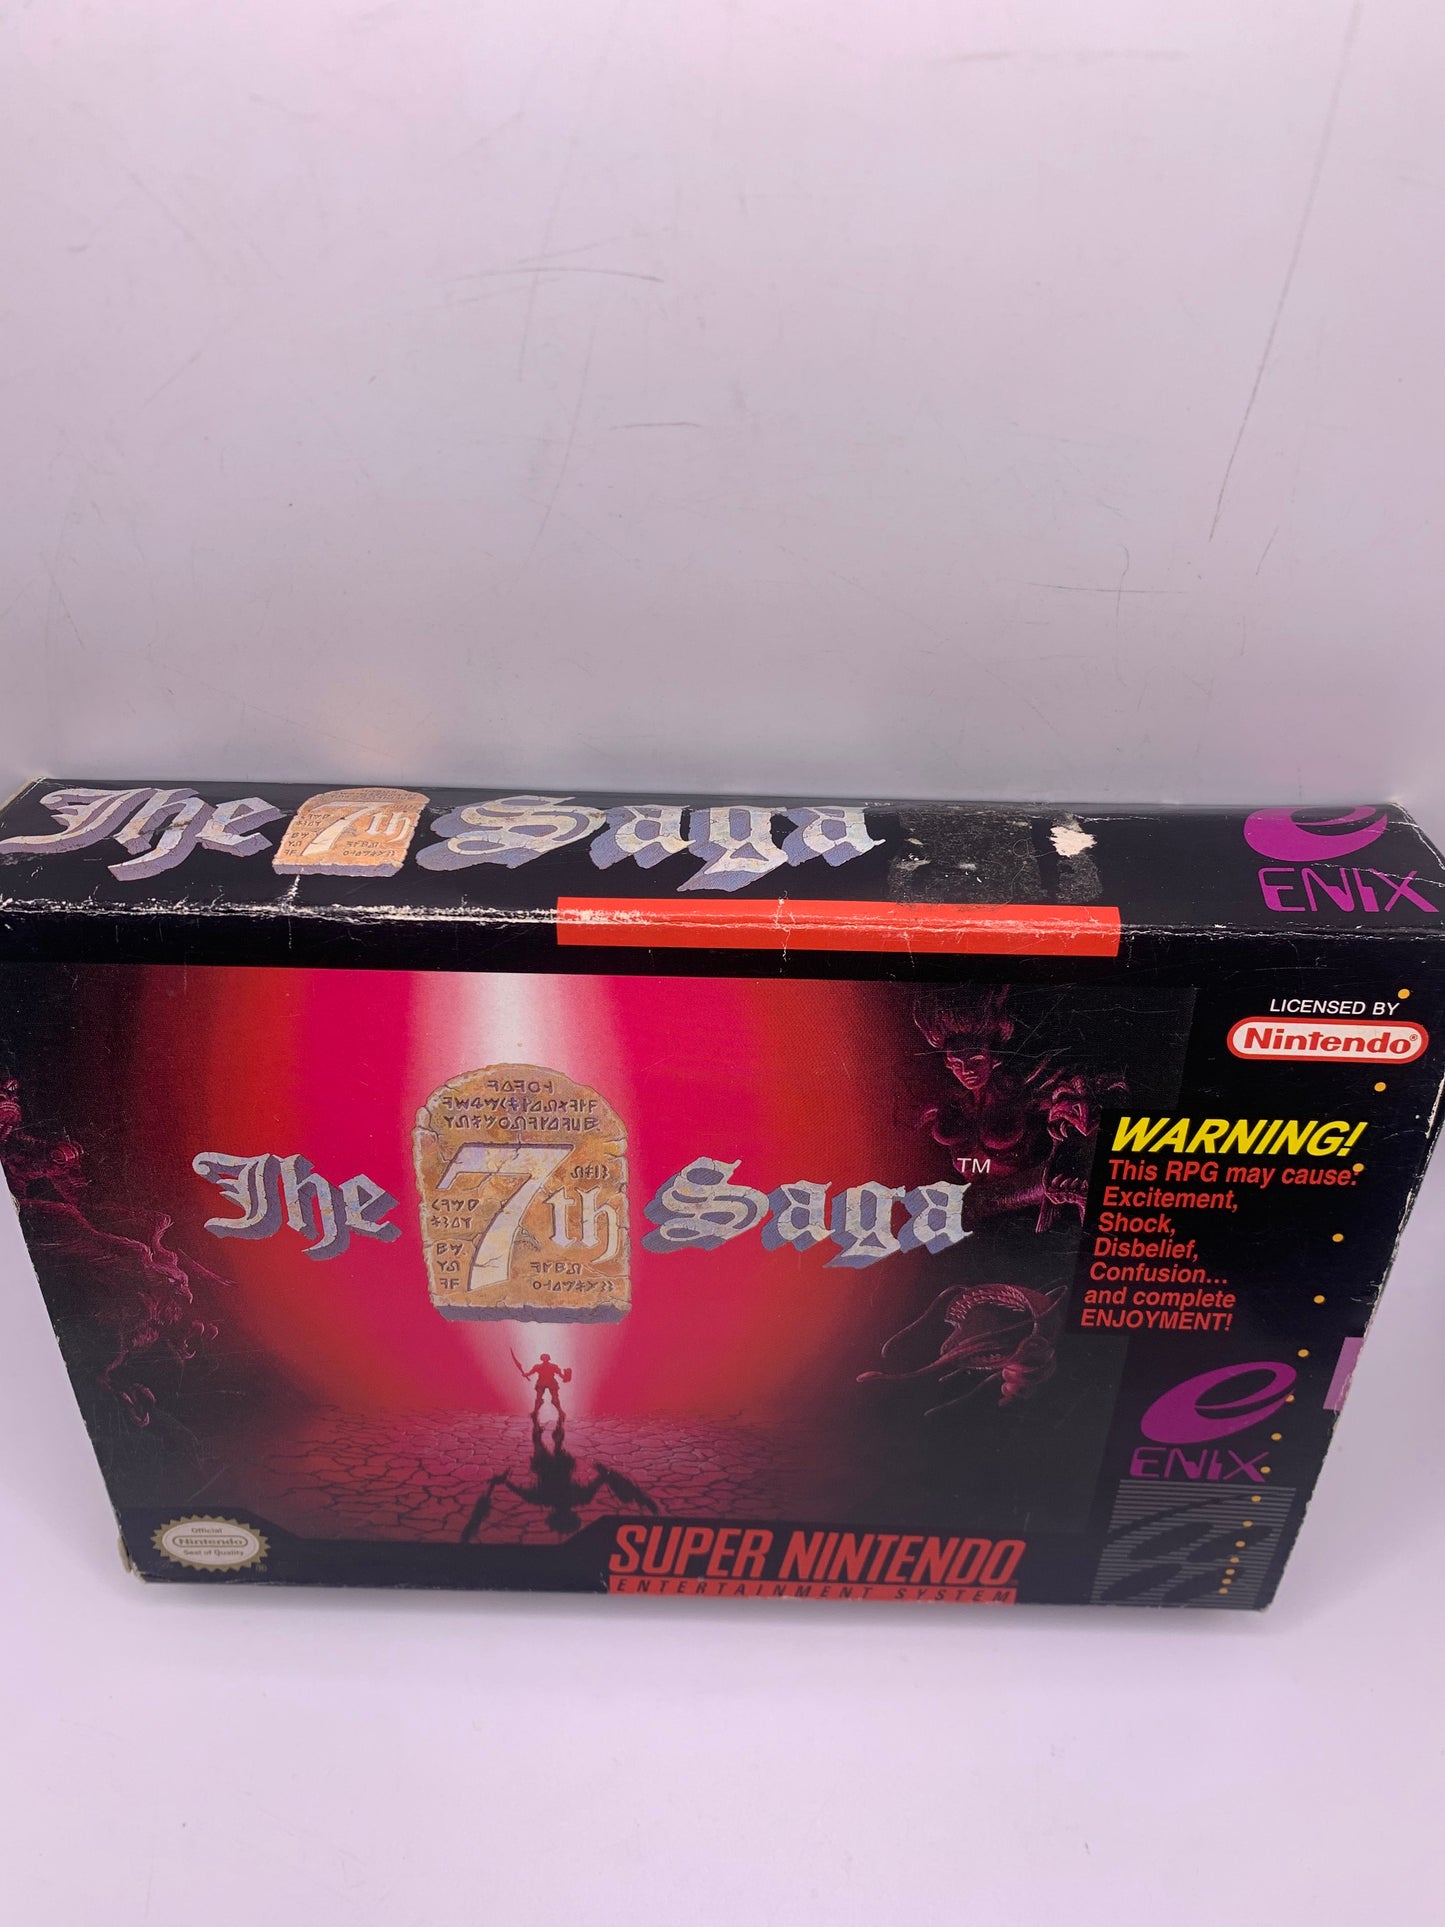 The 7th Saga
ENIX
LICENSED BY
Nintendo®
WARNING!
This RPG may cause:
Excitement,
Shock,
Disbelief,
Confusion...
and complete
ENJOYMENT!
The 7th Saga™
ENIX
Official
Nintendo
Seal of Quality
SUPER NINTENDO
ENTERTAINMENT SYSTEM